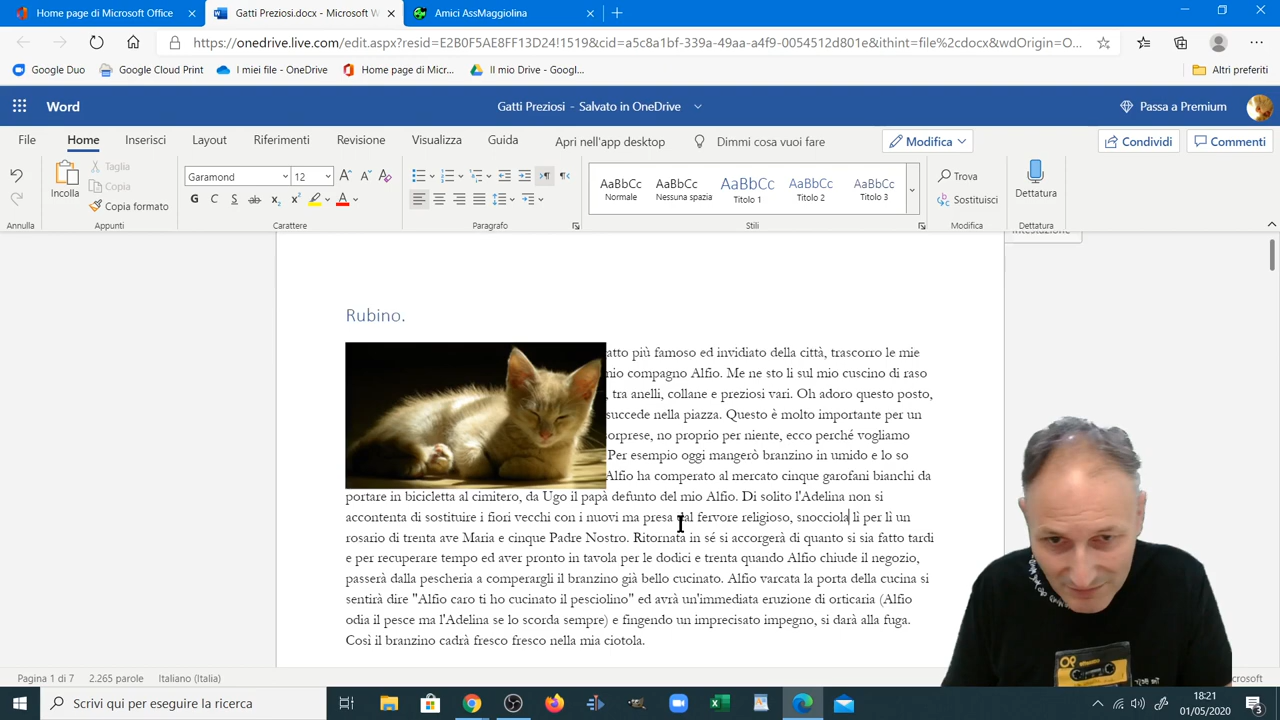 Home page di Microsoft Office
Gatti Preziosi.docx - Microsoft W
Amici AssMaggiolina
https://onedrive.live.com/edit.aspx?resid=E2B0F5AE8FF13D24!1519&cid=a5c8a1bf-339a-49aa-a4f9-0054512d801e&ithint=file%2cdocx&wdOrigin=O...
Google Duo
Google Cloud Print
I miei file - OneDrive
Home page di Micr...
Il mio Drive - Googl...
Altri preferiti
Word
Gatti Preziosi - Salvato in OneDrive
Passa a Premium
File
Home
Inserisci
Layout
Riferimenti
Revisione
Visualizza
Guida
Apri nell'app desktop
Dimmi cosa vuoi fare
Modifica
Condividi
Commenti
Incolla
Taglia
Copia
Copia formato
Garamond
12
G C S ab x₂ x² A
AaBbCc
Normale
AaBbCc
Nessuna spazia
AaBbCc
Titolo 1
AaBbCc
Titolo 2
AaBbCc
Titolo 3
Trova
Sostituisci
Dettatura
Annulla
Appunti
Carattere
Paragrafo
Stili
Modifica
Dettatura
Intestazione
Rubino.
atto più famoso ed invidiato della città, trascorro le mie
mio compagno Alfio. Me ne sto lì sul mio cuscino di raso
, tra anelli, collane e preziosi vari. Oh adoro questo posto,
succede nella piazza. Questo è molto importante per un
sorprese, no proprio per niente, ecco perché vogliamo
Per esempio oggi mangerò branzino in umido e lo so
Alfio ha comperato al mercato cinque garofani bianchi da
portare in bicicletta al cimitero, da Ugo il papà defunto del mio Alfio. Di solito l'Adelina non si
accontenta di sostituire i fiori vecchi con i nuovi ma presa dal fervore religioso, snocciola lì per lì un
rosario di trenta ave Maria e cinque Padre Nostro. Ritornata in sé si accorgerà di quanto si sia fatto tardi
e per recuperare tempo ed aver pronto in tavola per le dodici e trenta quando Alfio chiude il negozio,
passerà dalla pescheria a comperargli il branzino già bello cucinato. Alfio varcata la porta della cucina si
sentirà dire "Alfio caro ti ho cucinato il pesciolino" ed avrà un'immediata eruzione di orticaria (Alfio
odia il pesce ma l'Adelina se lo scorda sempre) e fingendo un imprecisato impegno, si darà alla fuga.
Così il branzino cadrà fresco fresco nella mia ciotola.
Pagina 1 di 7
2.265 parole
Italiano (Italia)
crosoft
Scrivi qui per eseguire la ricerca
18:21
01/05/2020
3